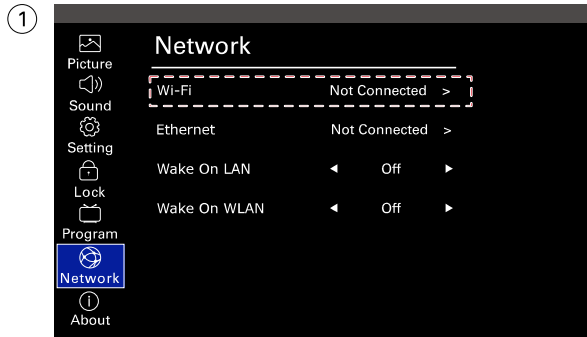 1
Picture
Sound
Setting
Lock
Program
Network
About
Network
Wi-Fi Not Connected >
Ethernet Not Connected >
Wake On LAN ◄ Off ►
Wake On WLAN ◄ Off ►